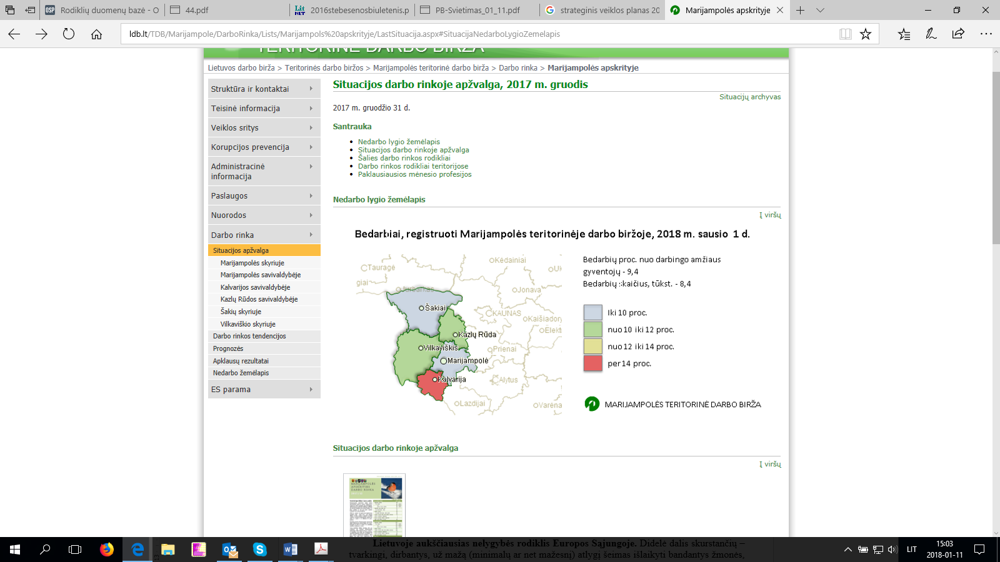 Rodiklių duomenų bazė - O
44.pdf
2016stebesenosbiuletenis.p
PB-Svietimas_01_11.pdf
strateginis veiklos planas 20
Marijampolės apskrityje
ldb.lt/TDB/Marijampole/DarboRinka/Lists/Marijampols%20apskrityje/LastSituacija.aspx#SituacijaNedarboLygioZemelapis
TERITORINĖ DARBO BIRŽA
Lietuvos darbo birža > Teritorinės darbo biržos > Marijampolės teritorinė darbo birža > Darbo rinka > Marijampolės apskrityje
Struktūra ir kontaktai
Teisinė informacija
Veiklos sritys
Korupcijos prevencija
Administracinė
informacija
Paslaugos
Nuorodos
Darbo rinka
Situacijos apžvalga
Marijampolės skyriuje
Marijampolės savivaldybėje
Kalvarijos savivaldybėje
Kazlų Rūdos savivaldybėje
Šakių skyriuje
Vilkaviškio skyriuje
Darbo rinkos tendencijos
Prognozės
Apklausų rezultatai
Nedarbo žemėlapis
ES parama
Situacijos darbo rinkoje apžvalga, 2017 m. gruodis
Situacijų archyvas
2017 m. gruodžio 31 d.
Santrauka
Nedarbo lygio žemėlapis
Situacijos darbo rinkoje apžvalga
Šalies darbo rinkos rodikliai
Darbo rinkos rodikliai teritorijose
Paklausiausios mėnesio profesijos
Nedarbo lygio žemėlapis
Į viršų
Bedarbiai, registruoti Marijampolės teritorinėje darbo biržoje, 2018 m. sausio 1 d.
Kėdainiai
Tauragė
Uk
giai
Jurbarkas
Jonava
Šakiai
KAUNAS
Kaišiadory
Elektr
Kazlų Rūda
Vilkaviškis
Prienai
Marijampolė
Kalvarija
Alytus
Lazdijai
Varėna
Bedarbių proc. nuo darbingo amžiaus
gyventojų - 9,4
Bedarbių skaičius, tūkst. - 8,4
Iki 10 proc.
nuo 10 iki 12 proc.
nuo 12 iki 14 proc.
per 14 proc.
MARIJAMPOLĖS TERITORINĖ DARBO BIRŽA
Situacijos darbo rinkoje apžvalga
Į viršų
MARIJAMPOLĖS
APSKRITIES
DARBO RINKA
Lietuvoje aukščiausias nelygybės rodiklis Europos Sąjungoje. Didelė dalis skurstančių –
tvarkingi, dirbantys, už mažą (minimalų ar net mažesnį) atlygį šeimas išlaikyti bandantys žmonės,
LIT
15:03
2018-01-11